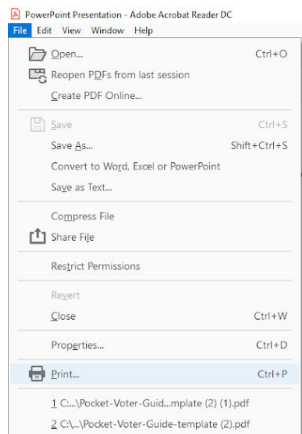 PowerPoint Presentation - Adobe Acrobat Reader DC
File Edit View Window Help
Open... Ctrl+O
Reopen PDFs from last session
Create PDF Online...
Save Ctrl+S
Save As... Shift+Ctrl+S
Convert to Word, Excel or PowerPoint
Save as Text...
Compress File
Share File
Restrict Permissions
Revert
Close Ctrl+W
Properties... Ctrl+D
Print... Ctrl+P
1 C:...\Pocket-Voter-Guid...mplate (2) (1).pdf
2 C:\...\Pocket-Voter-Guide-template (2).pdf